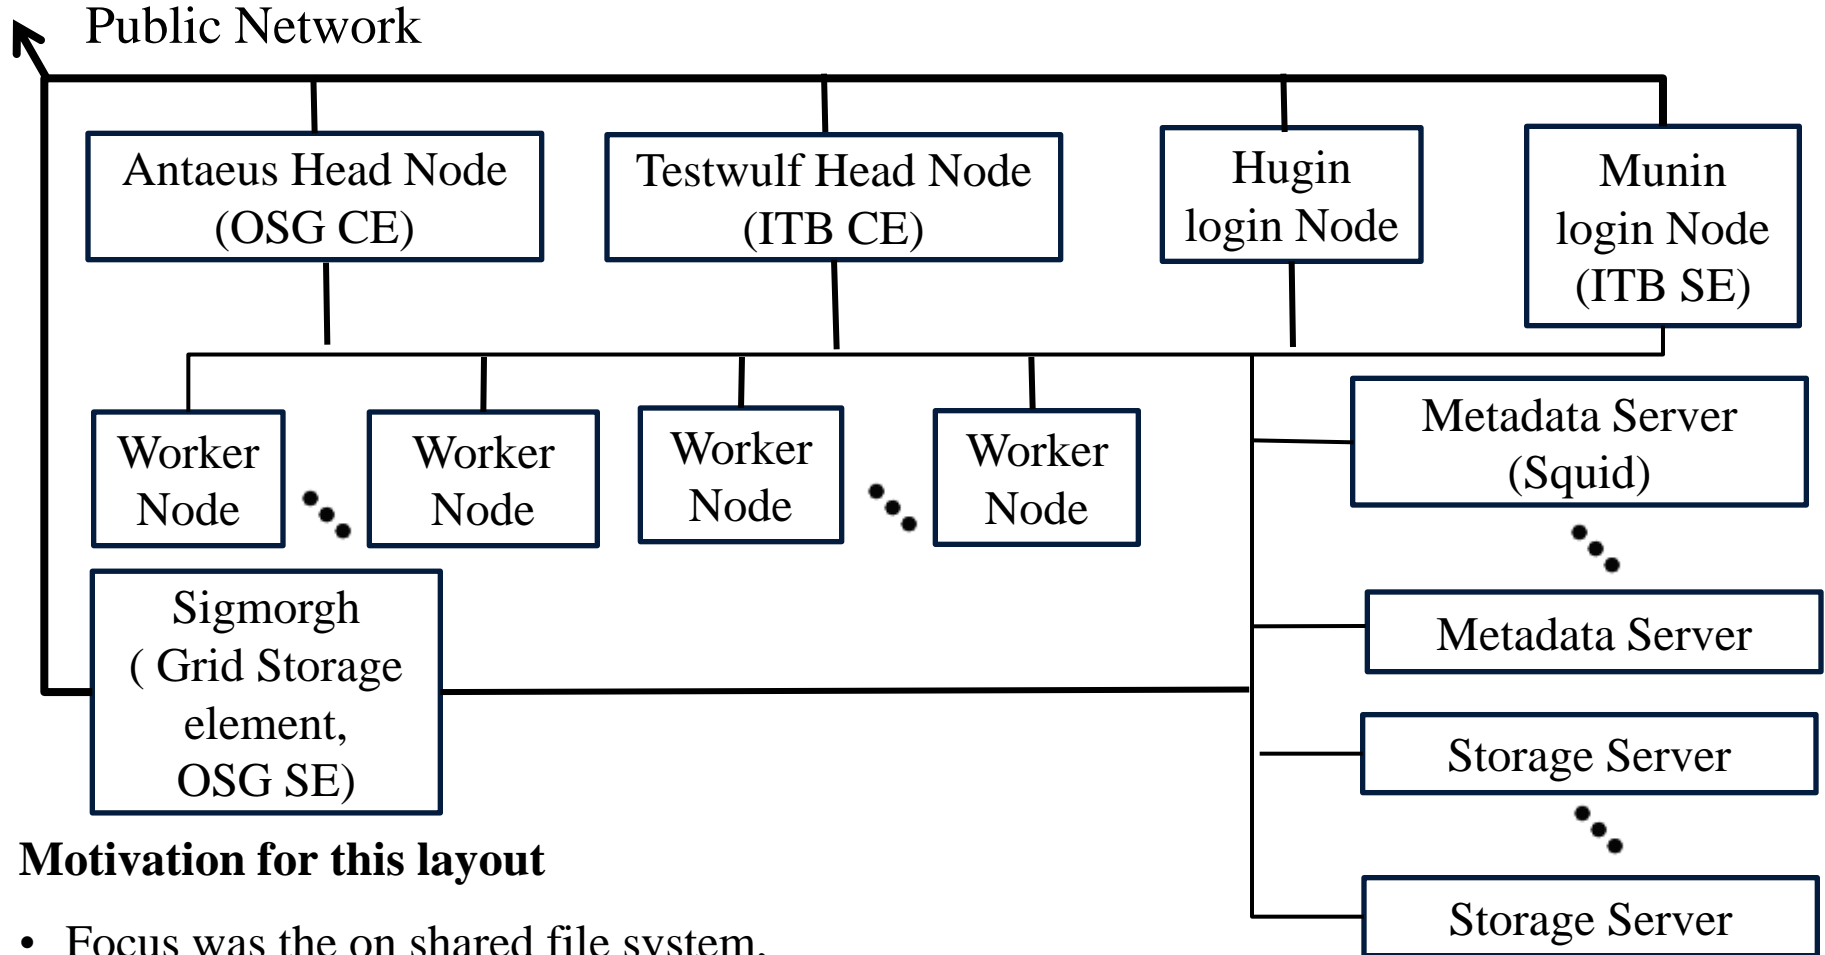 Public Network
Antaeus Head Node
(OSG CE)
Testwulf Head Node
(ITB CE)
Hugin
login Node
Munin
login Node
(ITB SE)
Worker
Node
Worker
Node
Worker
Node
Worker
Node
Metadata Server
(Squid)
Metadata Server
Sigmorgh
( Grid Storage
element,
OSG SE)
Storage Server
Storage Server
Motivation for this layout
• Focus was the on shared file system.